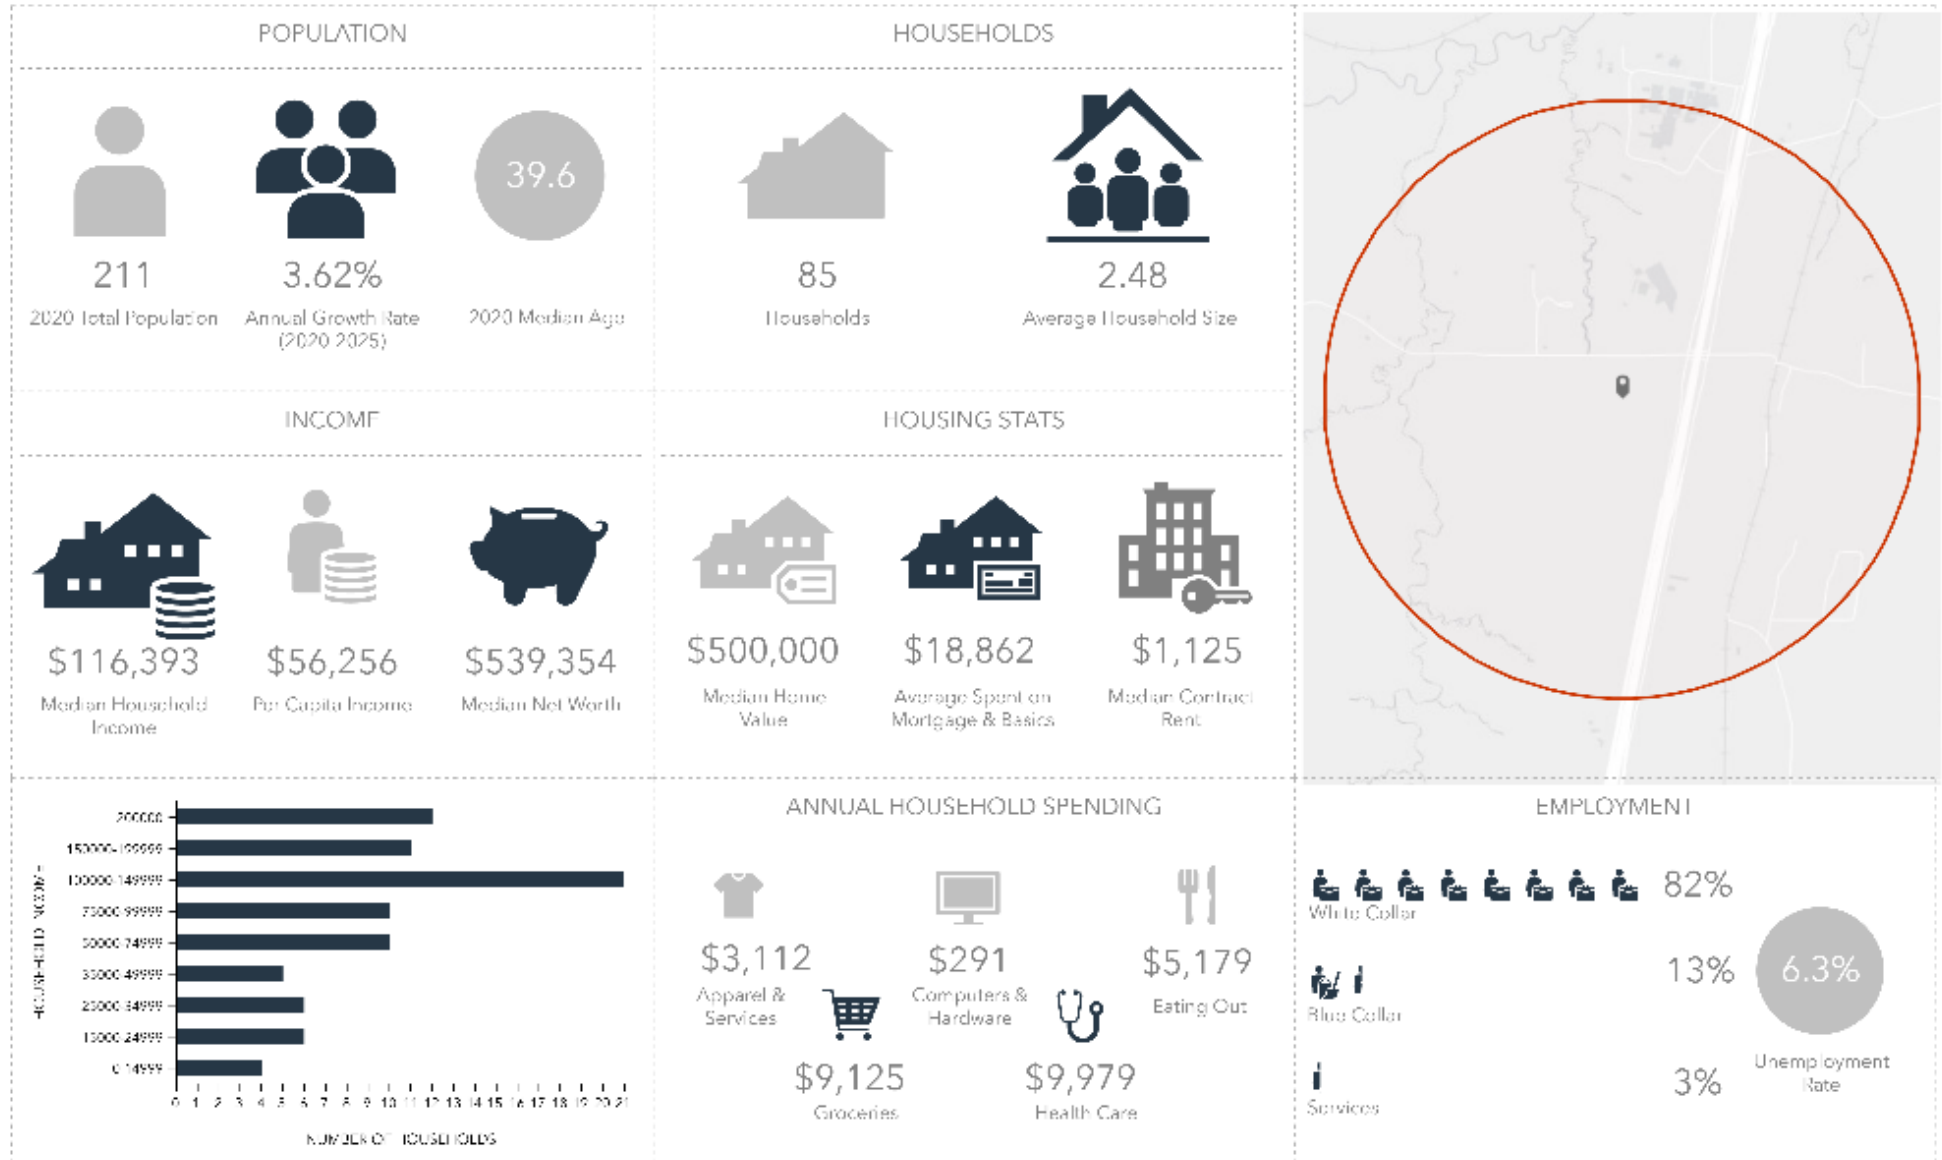 POPULATION
211
2020 Total Population
3.62%
Annual Growth Rate
(2020-2025)
39.6
2020 Median Age
HOUSEHOLDS
85
Households
2.48
Average Household Size
INCOME
$116,393
Median Household
Income
$56,256
Per Capita Income
$539,354
Median Net Worth
HOUSING STATS
$500,000
Median Home
Value
$18,862
Average Spent on
Mortgage & Basics
$1,125
Median Contract
Rent
HOUSEHOLD INCOME
200000
150000-199999
100000-149999
75000-99999
50000-74999
35000-49999
25000-34999
15000-24999
0-14999
0 1 2 3 4 5 6 7 8 9 10 11 12 13 14 15 16 17 18 19 20 21
NUMBER OF HOUSEHOLDS
ANNUAL HOUSEHOLD SPENDING
$3,112
Apparel &
Services
$291
Computers &
Hardware
$5,179
Eating Out
$9,125
Groceries
$9,979
Health Care
EMPLOYMENT
82%
White Collar
13%
Blue Collar
3%
Services
6.3%
Unemployment
Rate